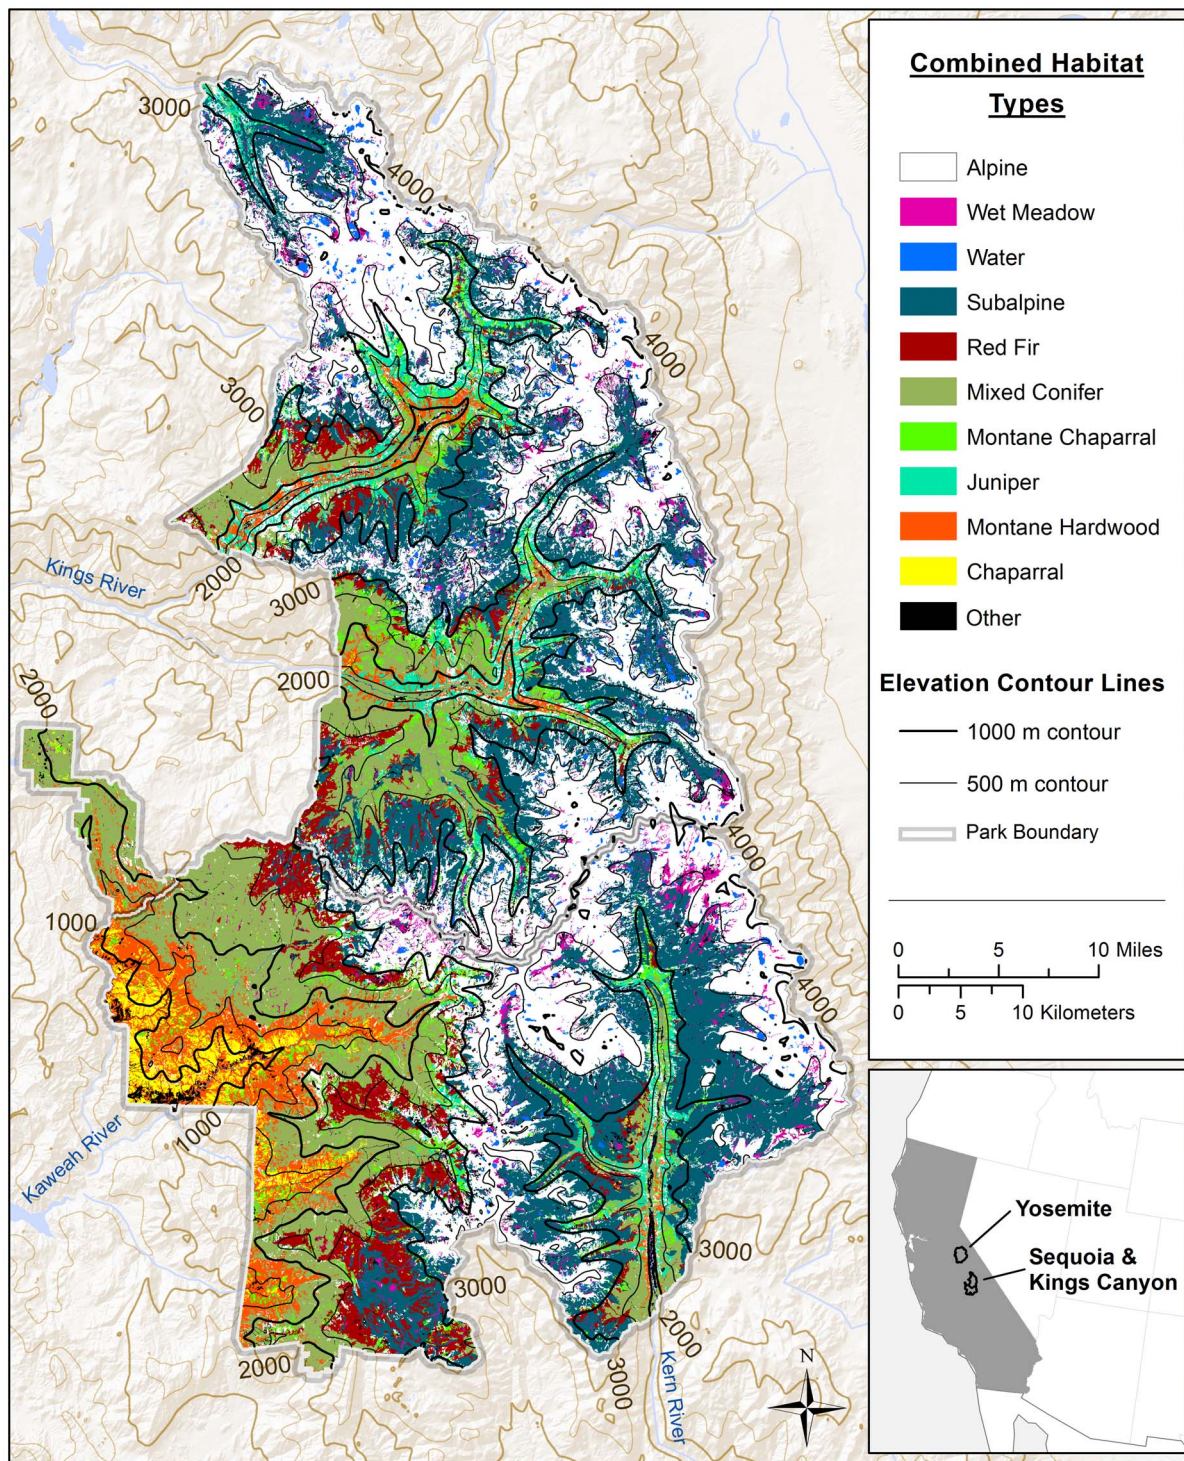 3000
4000
4000
3000
Kings River
2000
3000
2000
2000
4000
1000
4000
1000
Kaweah River
3000
3000
2000
2000
3000
Kern River
N
Combined Habitat
Types
Alpine
Wet Meadow
Water
Subalpine
Red Fir
Mixed Conifer
Montane Chaparral
Juniper
Montane Hardwood
Chaparral
Other
Elevation Contour Lines
1000 m contour
500 m contour
Park Boundary
0 5 10 Miles
0 5 10 Kilometers
Yosemite
Sequoia &
Kings Canyon